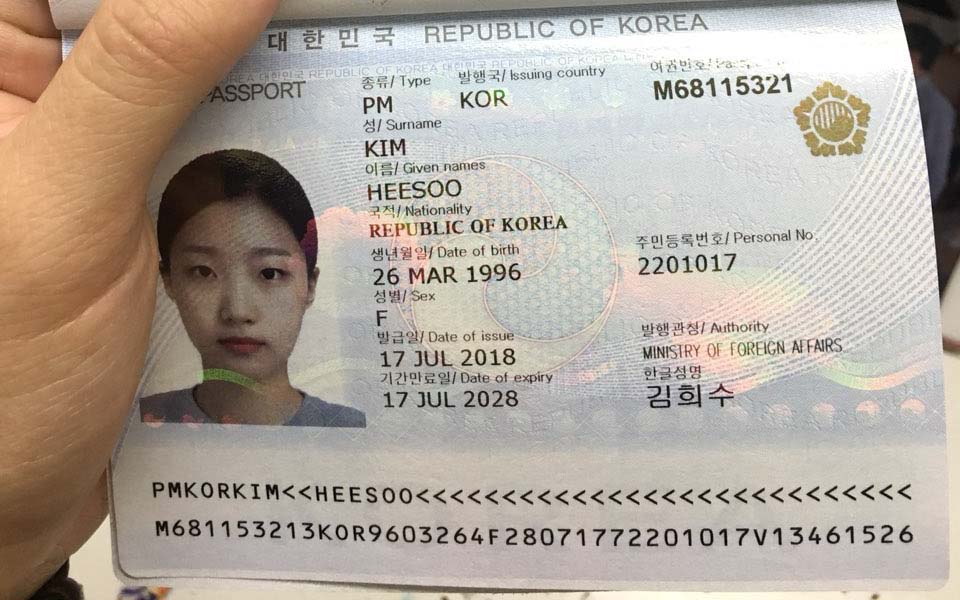 대한민국 REPUBLIC OF KOREA
PASSPORT
종류/ Type 발행국/ Issuing country 여권번호/
PM KOR M68115321
성/ Surname
KIM
이름/ Given names
HEESOO
국적/ Nationality
REPUBLIC OF KOREA
생년월일/ Date of birth 주민등록번호/ Personal No.
26 MAR 1996 2201017
성별/ Sex
F
발급일/ Date of issue 발행관청/ Authority
17 JUL 2018 MINISTRY OF FOREIGN AFFAIRS
기간만료일/ Date of expiry 한글성명
17 JUL 2028 김희수
PMKORKIM<<HEESOO<<<<<<<<<<<<<<<<<<<<<<<<<<<<
M681153213KOR9603264F28071772201017V13461526